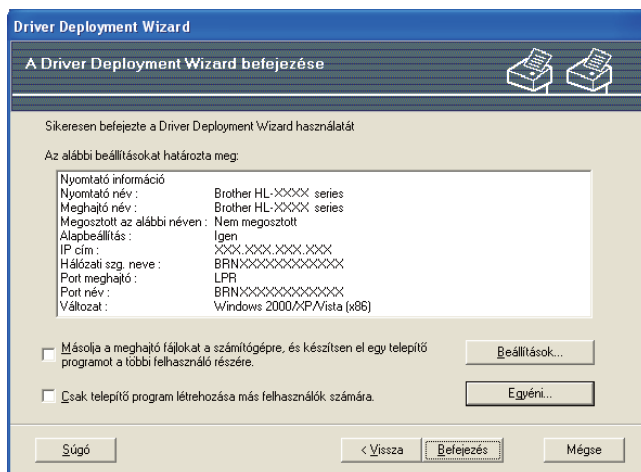 Driver Deployment Wizard
A Driver Deployment Wizard befejezése
Sikeresen befejezte a Driver Deployment Wizard használatát
Az alábbi beállításokat határozta meg:
Nyomtató információ
Nyomtató név : Brother HL-XXXX series
Meghajtó név : Brother HL-XXXX series
Megosztott az alábbi néven : Nem megosztott
Alapbeállítás : Igen
IP cím : XXX.XXX.XXX.XXX
Hálózati szg. neve : BRNXXXXXXXXXXXX
Port meghajtó : LPR
Port név : BRNXXXXXXXXXXXX
Változat : Windows 2000/XP/Vista (x86)
Másolja a meghajtó fájlokat a számítógépre, és készítsen el egy telepítő
programot a többi felhasználó részére.
Beállítások...
Csak telepítő program létrehozása más felhasználók számára.
Egyéni...
Súgó
< Vissza
Befejezés
Mégse